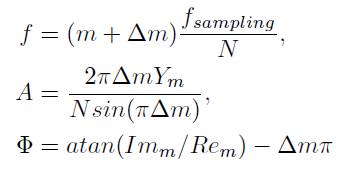 f = (m + Δm) f_sampling / N,
A = 2πΔmY_m / N sin(πΔm),
Φ = atan(Im_m/Re_m) − Δmπ